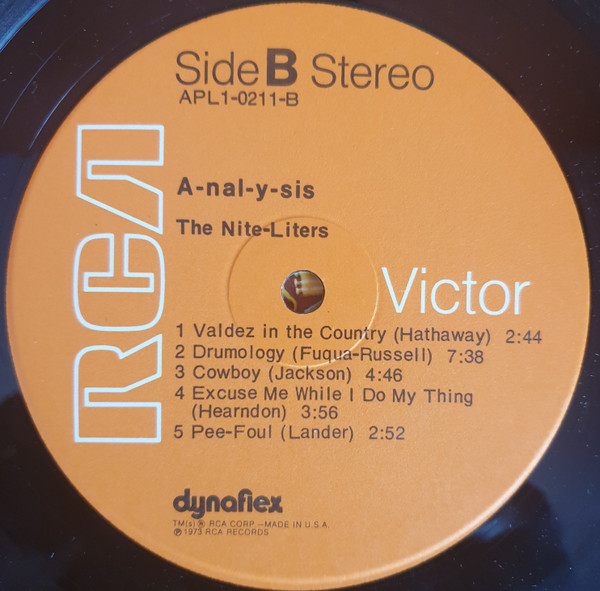 Side B Stereo
APL1-0211-B
A-nal-y-sis
The Nite-Liters
RCA
Victor
1 Valdez in the Country (Hathaway) 2:44
2 Drumology (Fuqua-Russell) 7:38
3 Cowboy (Jackson) 4:46
4 Excuse Me While I Do My Thing
(Hearndon) 3:56
5 Pee-Foul (Lander) 2:52
dynaflex
TM(s) ® RCA CORP.—MADE IN U.S.A.
℗ 1973 RCA RECORDS